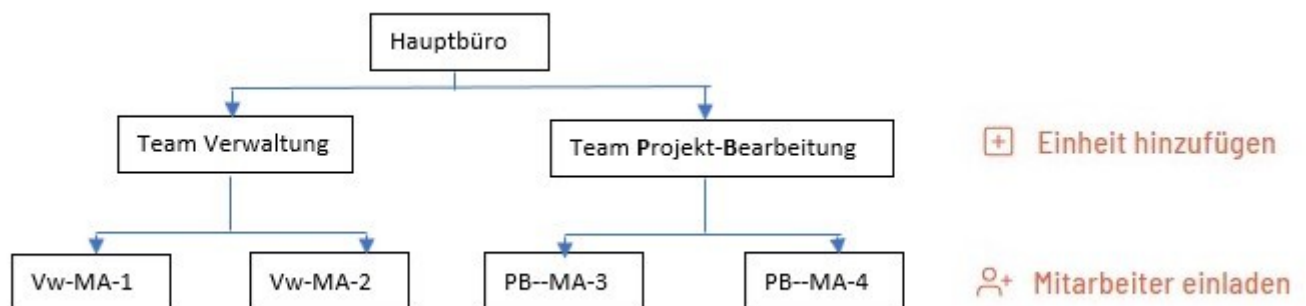 Hauptbüro
Team Verwaltung
Team Projekt-Bearbeitung
Einheit hinzufügen
Vw-MA-1
Vw-MA-2
PB--MA-3
PB--MA-4
Mitarbeiter einladen